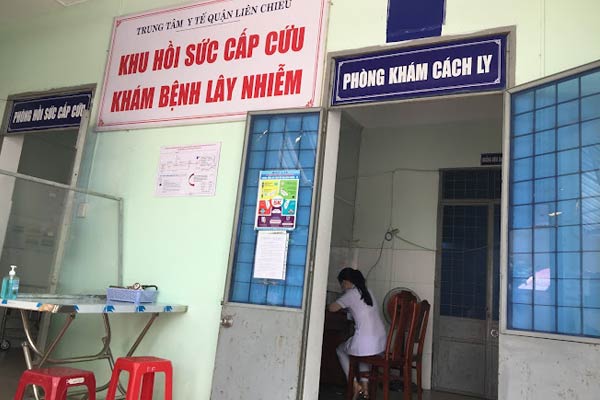 TRUNG TÂM Y TẾ QUẬN LIÊN CHIỂU
KHU HỒI SỨC CẤP CỨU
KHÁM BỆNH LÂY NHIỄM
PHÒNG HỒI SỨC CẤP CỨU
PHÒNG KHÁM CÁCH LY